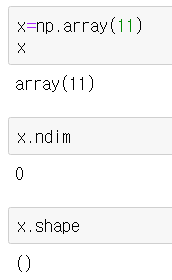 x=np.array(11)
x
array(11)
x.ndim
0
x.shape
()